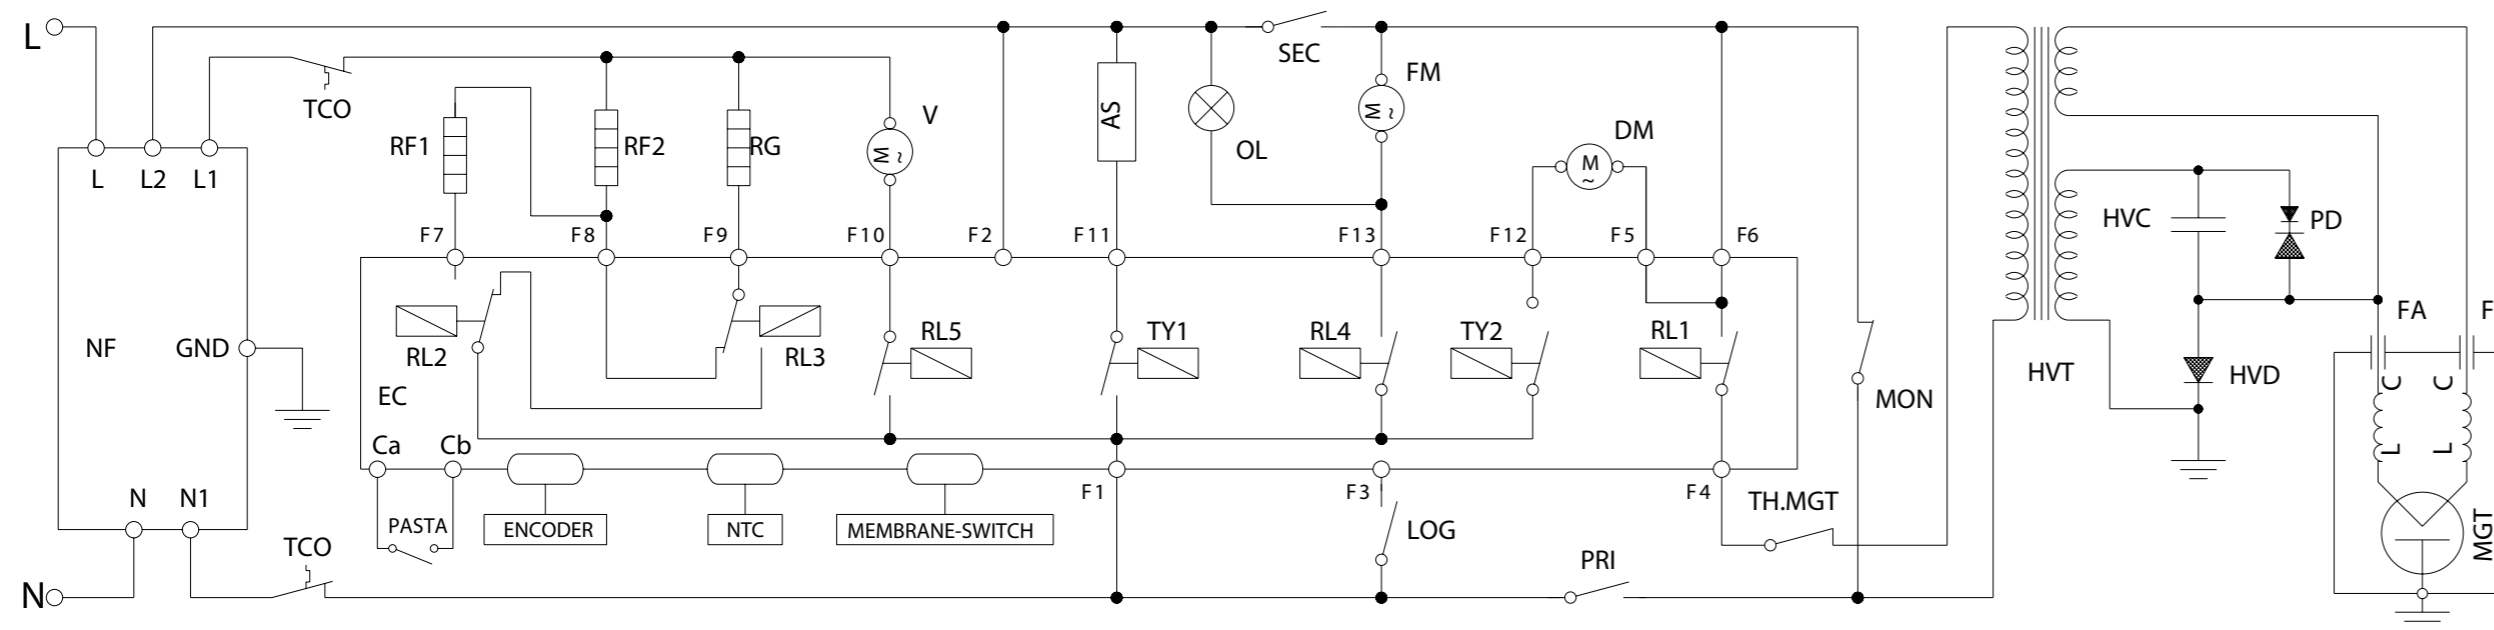 L
SEC
FM
TCO
V
AS
DM
RF1
RF2
RG
OL
M
~
M
~
M
~
L
L2
L1
HVC
PD
F7
F8
F9
F10
F2
F11
F13
F12
F5
F6
NF
GND
RL2
RL3
RL5
TY1
RL4
TY2
RL1
FA
F
HVT
HVD
EC
MON
C
C
Ca
Cb
L
L
N
N1
F1
F3
F4
TH.MGT
PASTA
ENCODER
NTC
MEMBRANE-SWITCH
LOG
MGT
TCO
PRI
N